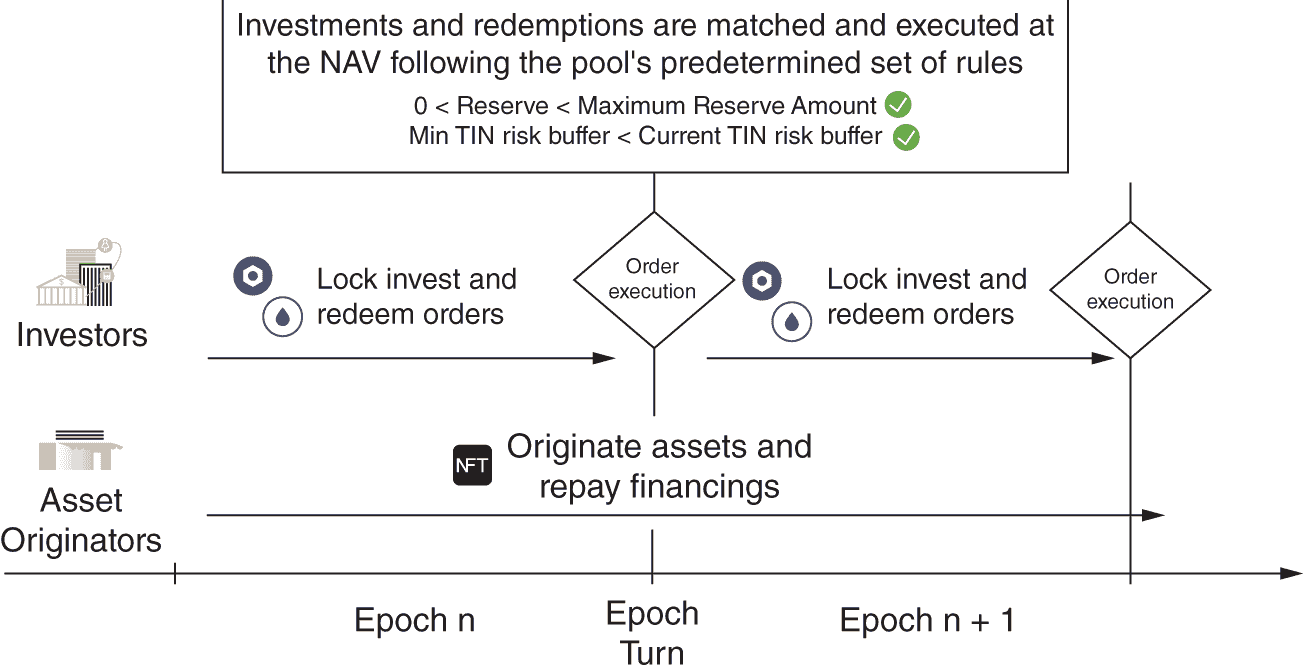 Investments and redemptions are matched and executed at
the NAV following the pool's predetermined set of rules
0 < Reserve < Maximum Reserve Amount
Min TIN risk buffer < Current TIN risk buffer
Investors
Lock invest and
redeem orders
Order
execution
Lock invest and
redeem orders
Order
execution
Asset
Originators
NFT
Originate assets and
repay financings
Epoch n
Epoch
Turn
Epoch n + 1